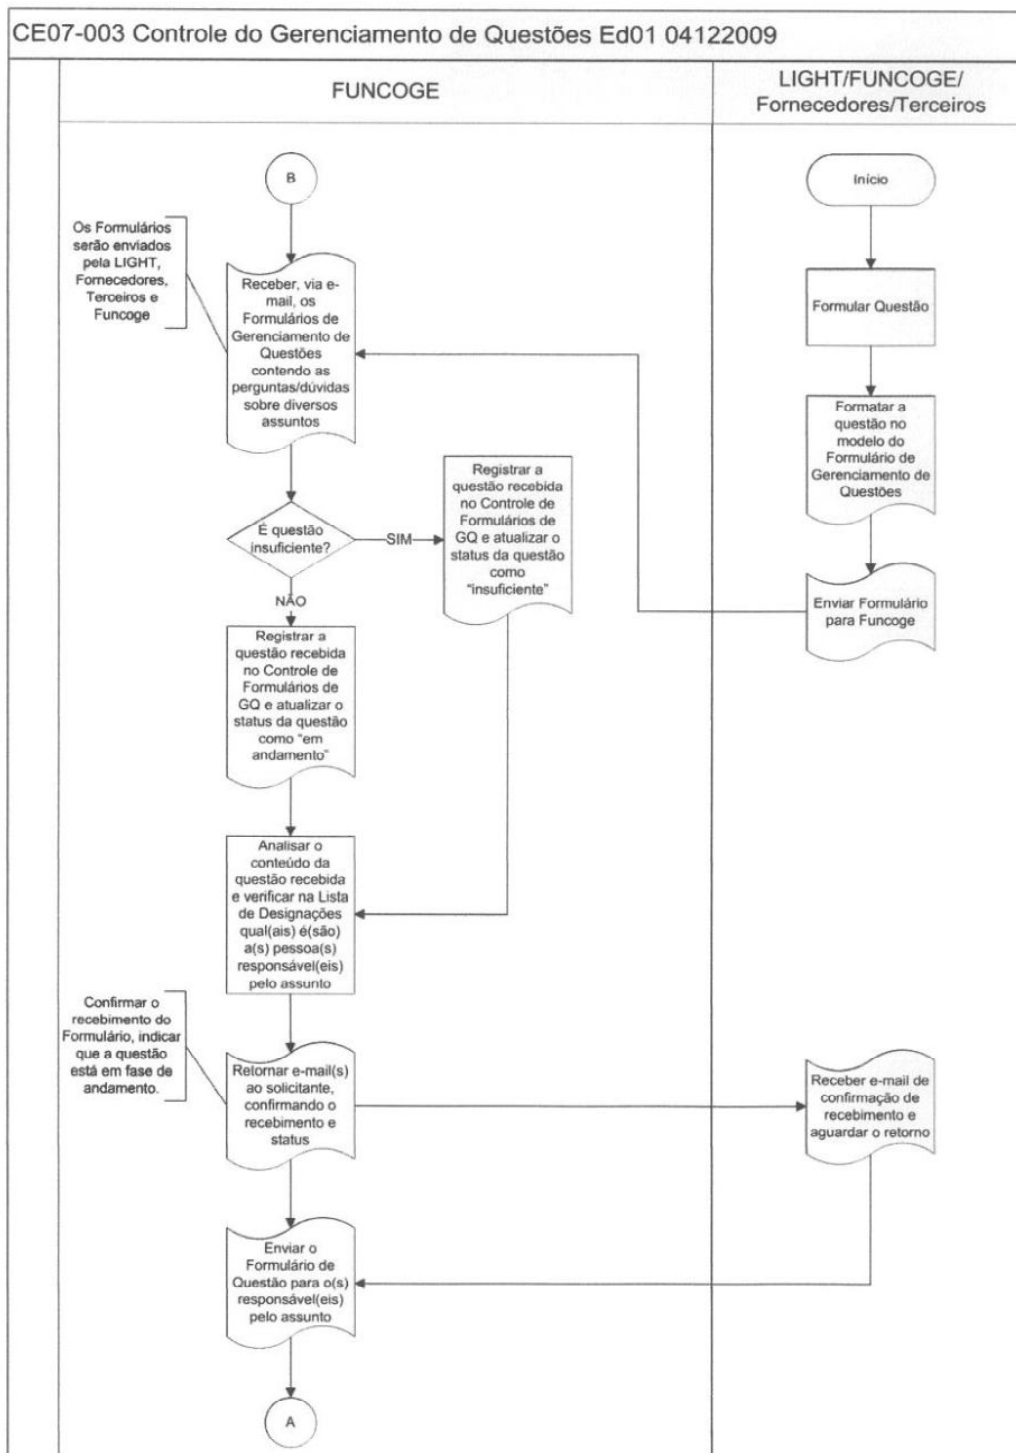 CE07-003 Controle do Gerenciamento de Questões Ed01 04122009
FUNCOGE
LIGHT/FUNCOGE/
Fornecedores/Terceiros
B
Início
Os Formulários
serão enviados
pela LIGHT,
Fornecedores,
Terceiros e
Funcoge
Receber, via e-
mail, os
Formulários de
Gerenciamento de
Questões
contendo as
perguntas/dúvidas
sobre diversos
assuntos
Formular Questão
Formatar a
questão no
modelo do
Formulário de
Gerenciamento de
Questões
É questão
insuficiente?
SIM
Registrar a
questão recebida
no Controle de
Formulários de
GQ e atualizar o
status da questão
como
"insuficiente"
Enviar Formulário
para Funcoge
NÃO
Registrar a
questão recebida
no Controle de
Formulários de
GQ e atualizar o
status da questão
como "em
andamento"
Analisar o
conteúdo da
questão recebida
e verificar na Lista
de Designações
qual(ais) é(são)
a(s) pessoa(s)
responsável(eis)
pelo assunto
Confirmar o
recebimento do
Formulário, indicar
que a questão
está em fase de
andamento.
Retornar e-mail(s)
ao solicitante,
confirmando o
recebimento e
status
Receber e-mail de
confirmação de
recebimento e
aguardar o retorno
Enviar o
Formulário de
Questão para o(s)
responsável(eis)
pelo assunto
A